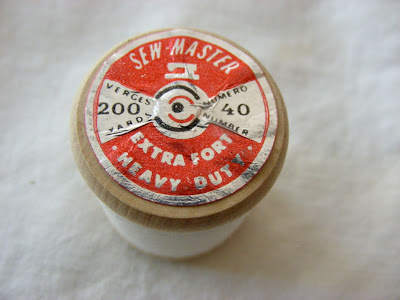 SEW-MASTER
VERGES
200
YARDS
NUMERO
40
NUMBER
EXTRA FORT
· HEAVY DUTY ·